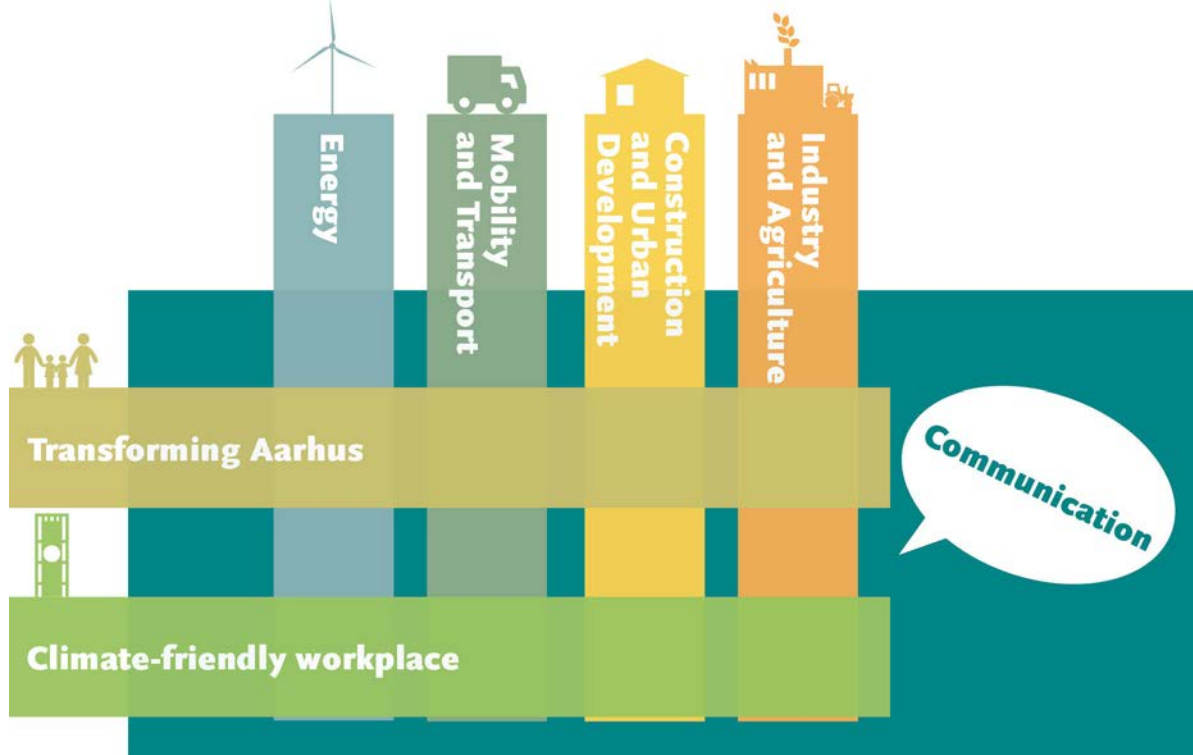 Energy
Mobility
and Transport
Construction
and Urban
Development
Industry
and Agriculture
Transforming Aarhus
Communication
Climate-friendly workplace